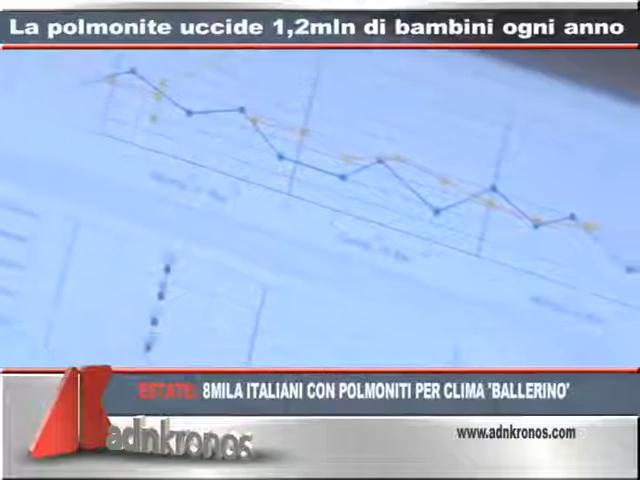 La polmonite uccide 1,2mln di bambini ogni anno
ESTATE: 8MILA ITALIANI CON POLMONITI PER CLIMA 'BALLERINO'
adnkronos
www.adnkronos.com